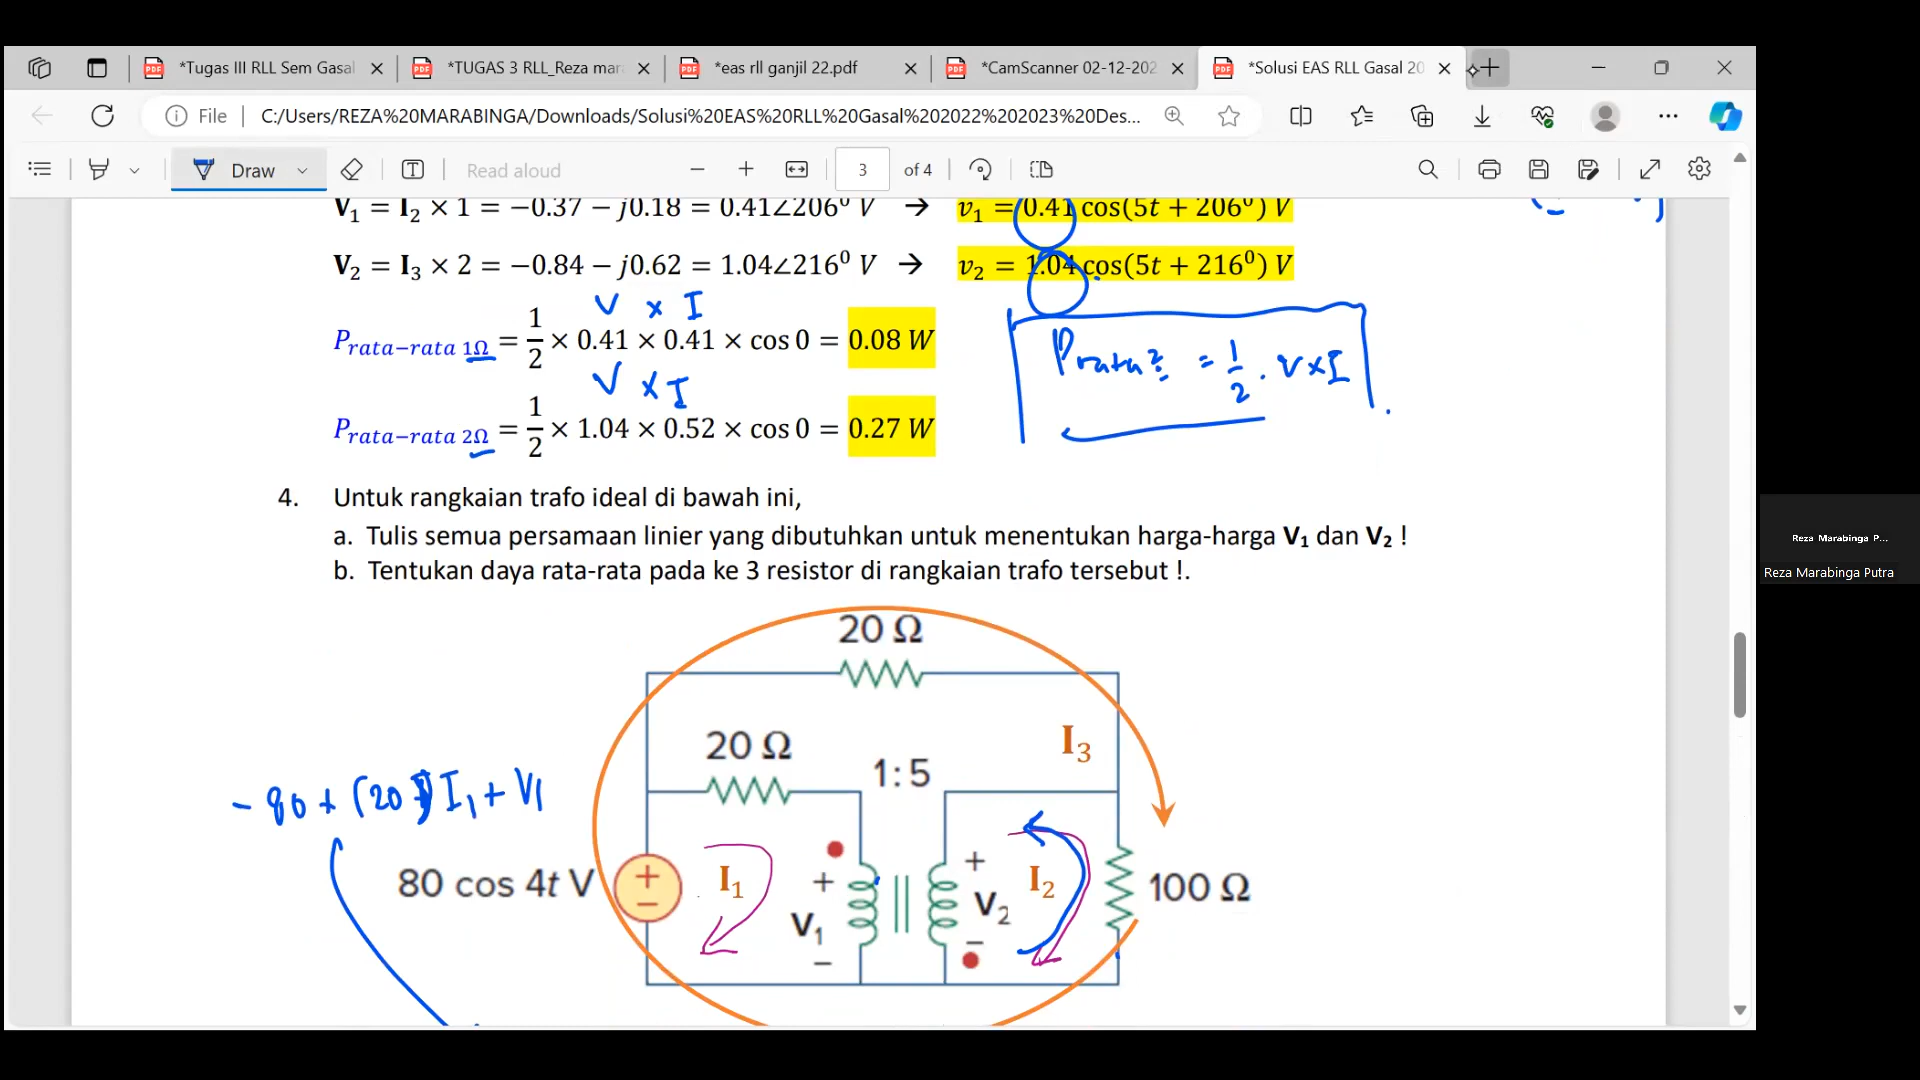 *Tugas III RLL Sem Gasal
*TUGAS 3 RLL_Reza mar
*eas rll ganjil 22.pdf
*CamScanner 02-12-202
*Solusi EAS RLL Gasal 20
File
C:/Users/REZA%20MARABINGA/Downloads/Solusi%20EAS%20RLL%20Gasal%202022%202023%20Des...
Draw
Read aloud
3 of 4
V₁ = I₂ × 1 = −0.37 − j0.18 = 0.41∠206⁰ V → v₁ = 0.41 cos(5t + 206⁰) V
V₂ = I₃ × 2 = −0.84 − j0.62 = 1.04∠216⁰ V → v₂ = 1.04 cos(5t + 216⁰) V
V × I
P_rata−rata 1Ω = 1/2 × 0.41 × 0.41 × cos 0 = 0.08 W
Prata² = 1/2 . V×I
V × I
P_rata−rata 2Ω = 1/2 × 1.04 × 0.52 × cos 0 = 0.27 W
4. Untuk rangkaian trafo ideal di bawah ini,
a. Tulis semua persamaan linier yang dibutuhkan untuk menentukan harga-harga V₁ dan V₂ !
b. Tentukan daya rata-rata pada ke 3 resistor di rangkaian trafo tersebut !.
Reza Marabinga P...
Reza Marabinga Putra
20 Ω
I₃
20 Ω
1:5
− 80 + (20) I₁ + V₁
80 cos 4t V
+
−
I₁
+
V₁
−
+
V₂
−
I₂
100 Ω